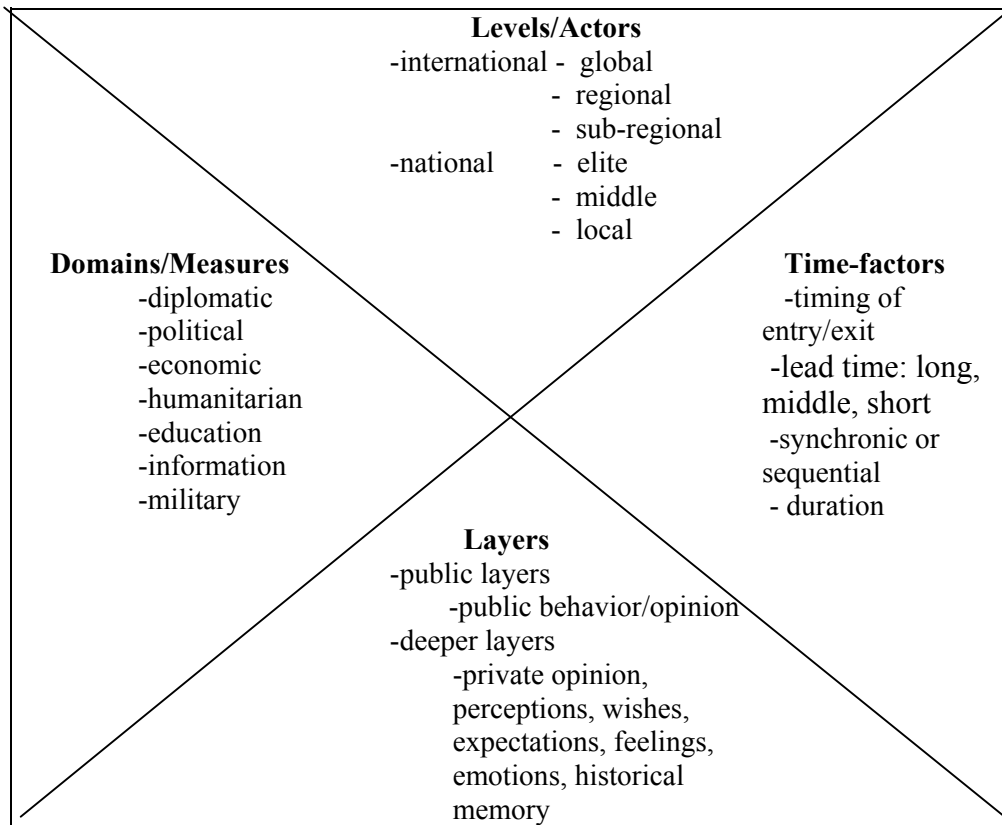 Levels/Actors
-international - global
- regional
- sub-regional
-national - elite
- middle
- local
Domains/Measures
-diplomatic
-political
-economic
-humanitarian
-education
-information
-military
Time-factors
-timing of
entry/exit
-lead time: long,
middle, short
-synchronic or
sequential
- duration
Layers
-public layers
-public behavior/opinion
-deeper layers
-private opinion,
perceptions, wishes,
expectations, feelings,
emotions, historical
memory